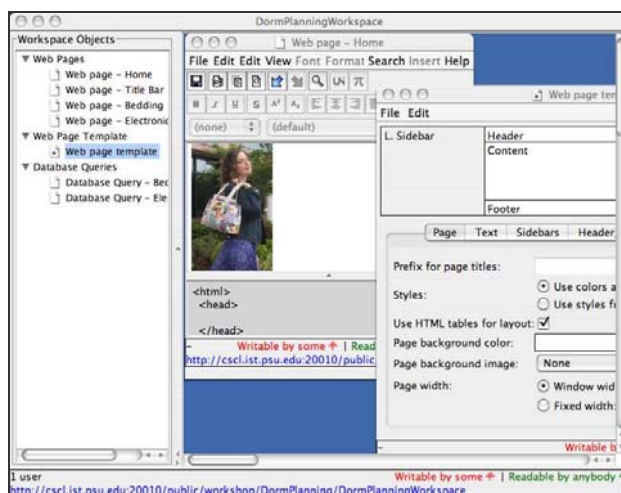 DormPlanningWorkspace
Workspace Objects
Web Pages
Web page - Home
Web page - Title Bar
Web page - Bedding
Web page - Electronic
Web Page Template
Web page template
Database Queries
Database Query - Bec
Database Query - Ele
Web page - Home
File Edit Edit View Font Format Search Insert Help
(none) (default)
<html>
<head>
</head>
Writable by some | Read
http://cscl.ist.psu.edu:20010/public
Web page tem
File Edit
L. Sidebar
Header
Content
Footer
Page Text Sidebars Header,
Prefix for page titles:
Styles:
Use colors a
Use styles f
Use HTML tables for layout:
Page background color:
Page background image: None
Page width:
Window wid
Fixed width:
Writable b
1 user
Writable by some | Readable by anybody
http://cscl.ist.psu.edu:20010/public/workshop/DormPlanning/DormPlanningWorkspace